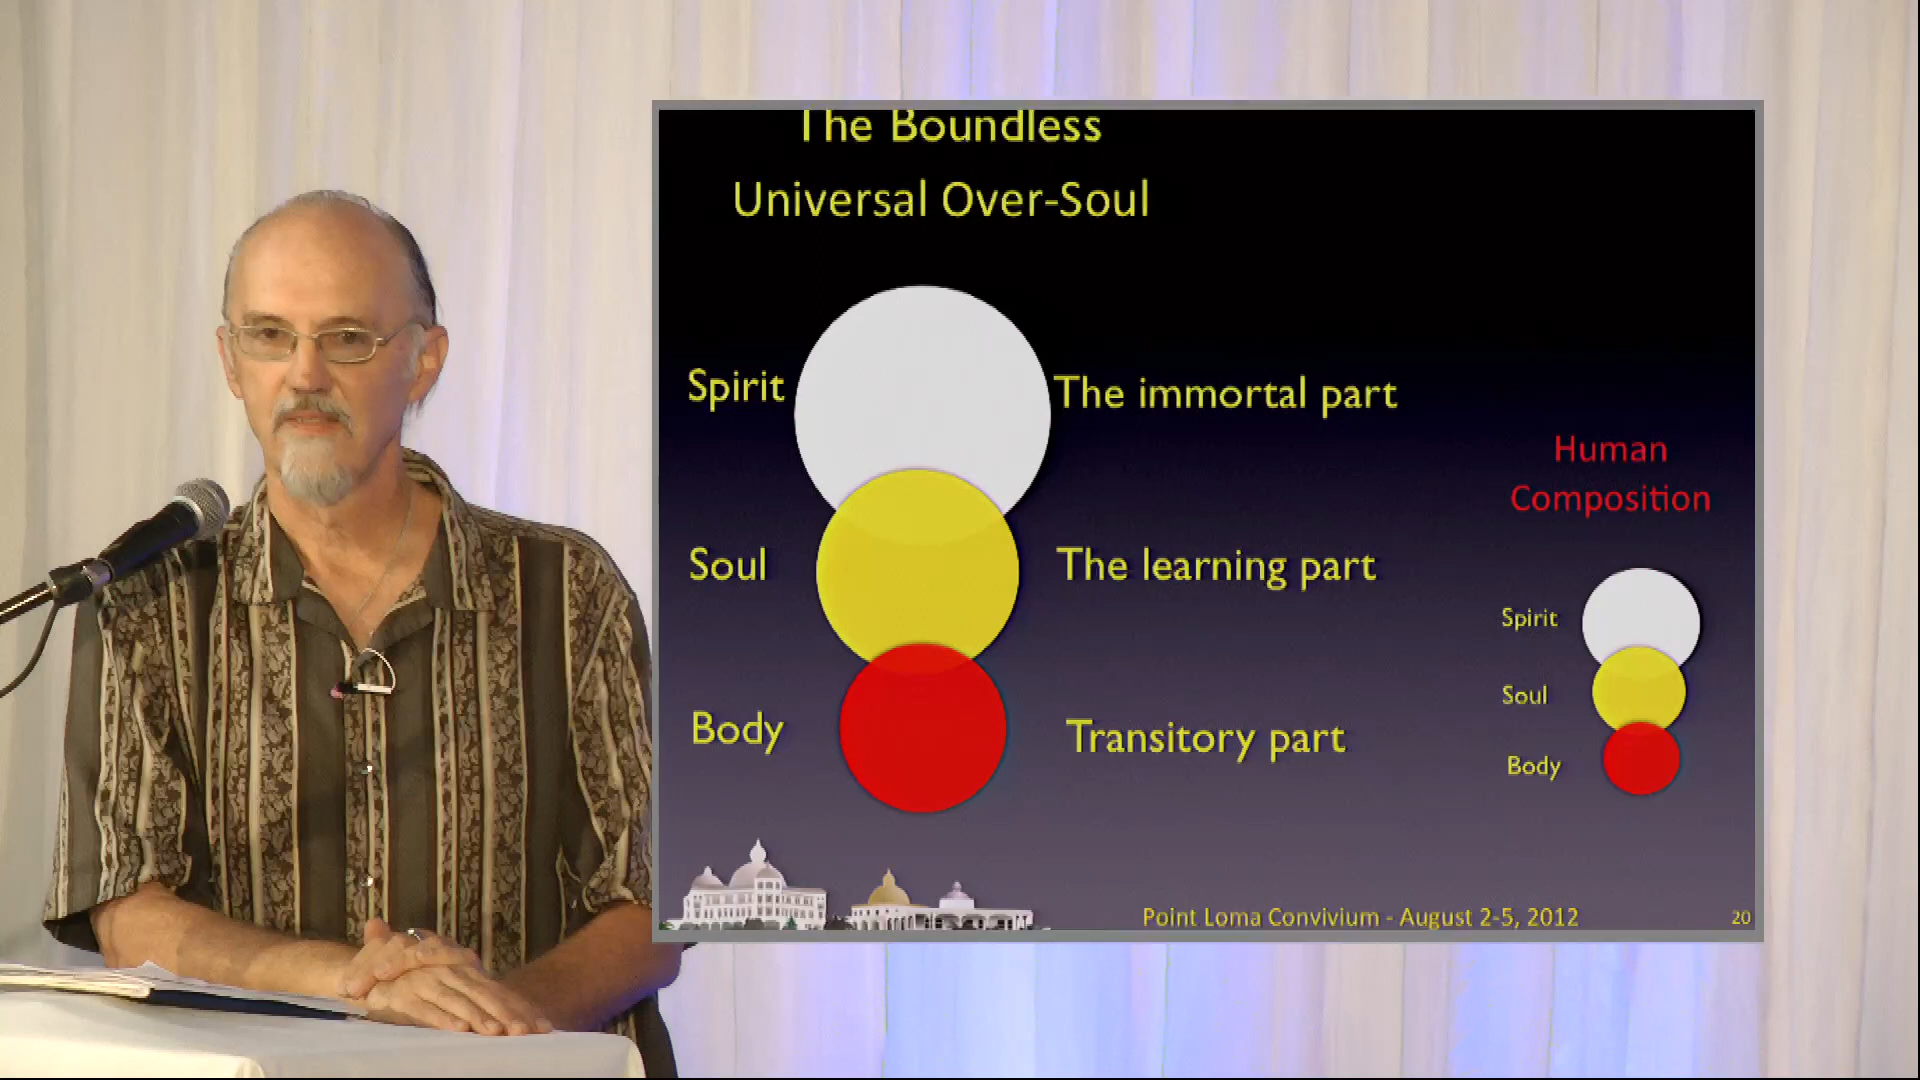 The Boundless
Universal Over-Soul
Spirit
The immortal part
Soul
The learning part
Body
Transitory part
Human
Composition
Spirit
Soul
Body
Point Loma Convivium - August 2-5, 2012
20